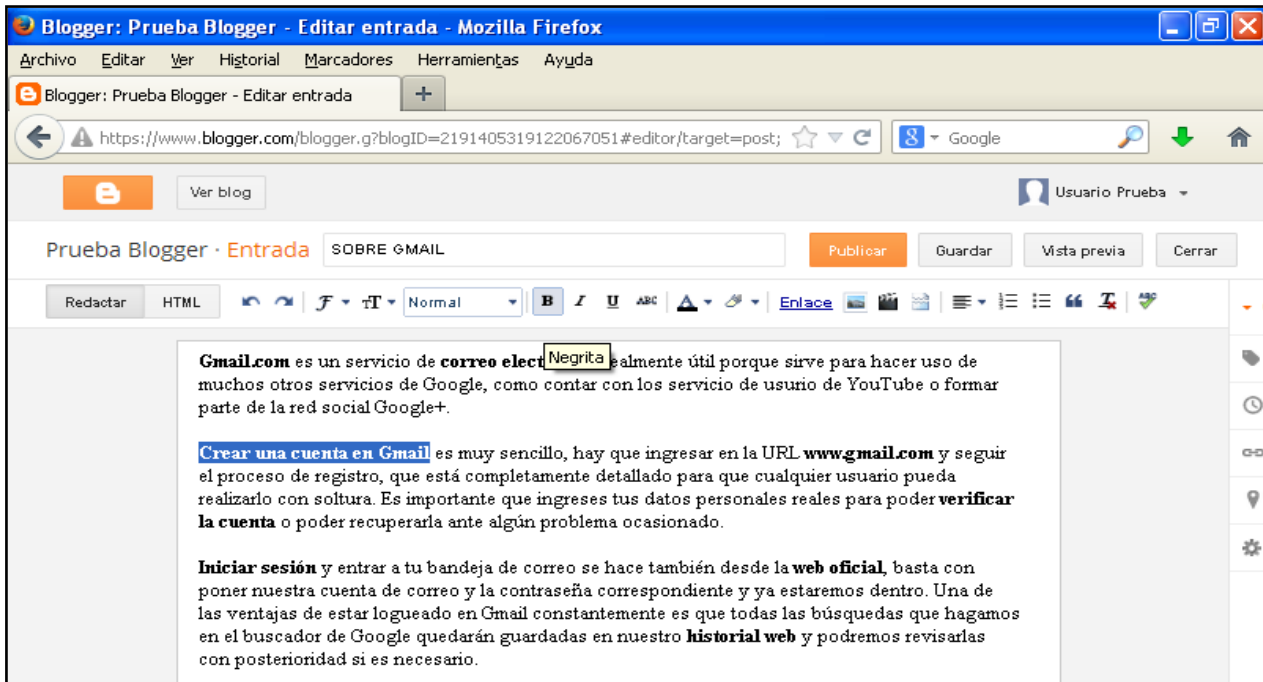 Blogger: Prueba Blogger - Editar entrada - Mozilla Firefox
Archivo Editar Ver Historial Marcadores Herramientas Ayuda
Blogger: Prueba Blogger - Editar entrada +
https://www.blogger.com/blogger.g?blogID=2191405319122067051#editor/target=post; 8 Google
Ver blog Usuario Prueba
Prueba Blogger · Entrada SOBRE GMAIL Publicar Guardar Vista previa Cerrar
Redactar HTML F TT Normal B I U ABC A Enlace ABC
Negrita
Gmail.com es un servicio de correo elect ealmente útil porque sirve para hacer uso de
muchos otros servicios de Google, como contar con los servicio de usurio de YouTube o formar
parte de la red social Google+.
Crear una cuenta en Gmail es muy sencillo, hay que ingresar en la URL www.gmail.com y seguir
el proceso de registro, que está completamente detallado para que cualquier usuario pueda
realizarlo con soltura. Es importante que ingreses tus datos personales reales para poder verificar
la cuenta o poder recuperarla ante algún problema ocasionado.
Iniciar sesión y entrar a tu bandeja de correo se hace también desde la web oficial, basta con
poner nuestra cuenta de correo y la contraseña correspondiente y ya estaremos dentro. Una de
las ventajas de estar logueado en Gmail constantemente es que todas las búsquedas que hagamos
en el buscador de Google quedarán guardadas en nuestro historial web y podremos revisarlas
con posterioridad si es necesario.